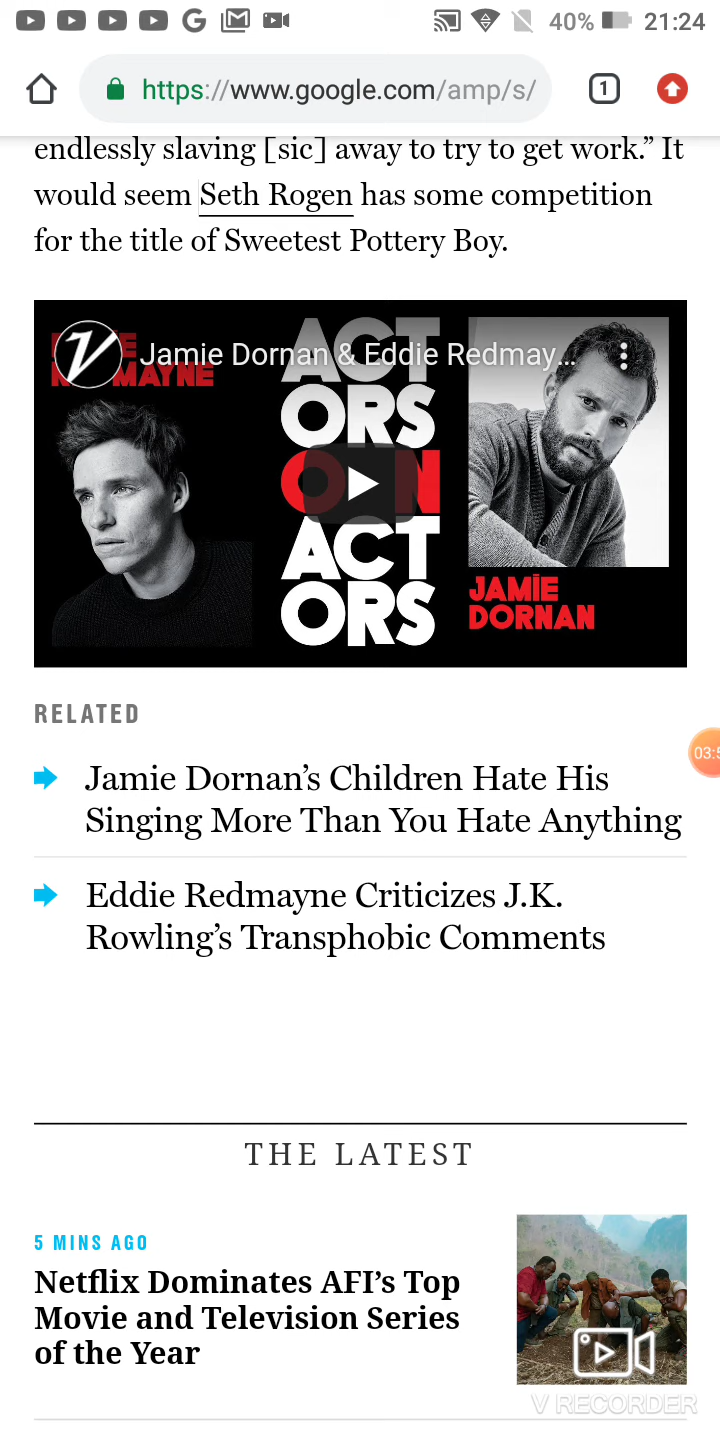 40% 21:24
https://www.google.com/amp/s/
1
endlessly slaving [sic] away to try to get work.” It
would seem Seth Rogen has some competition
for the title of Sweetest Pottery Boy.
Jamie Dornan & Eddie Redmay...
ACT
ORS
ON
ACT
ORS
JAMIE
DORNAN
RELATED
03:5
Jamie Dornan’s Children Hate His
Singing More Than You Hate Anything
Eddie Redmayne Criticizes J.K.
Rowling’s Transphobic Comments
THE LATEST
5 MINS AGO
Netflix Dominates AFI’s Top
Movie and Television Series
of the Year
V RECORDER